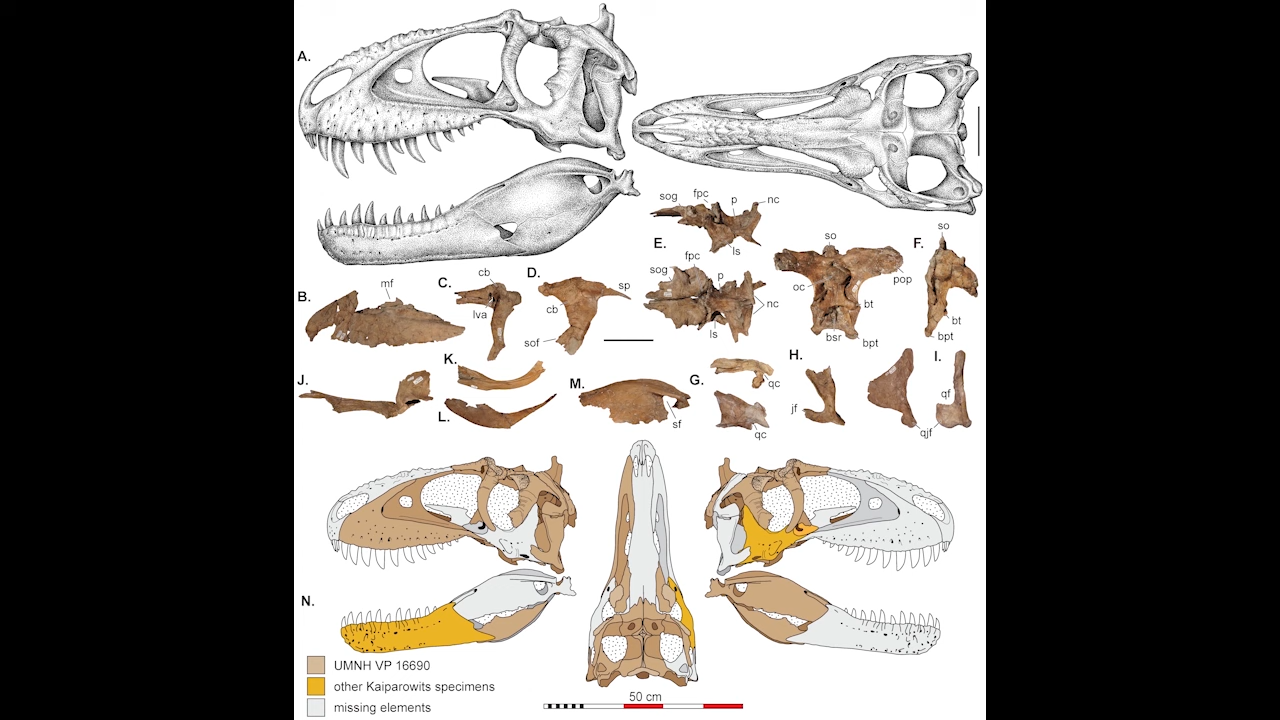 A.
sog fpc p nc
ls
E.
fpc
sog p
nc
ls
so
oc
pop
bt
bsr
bpt
F.
so
bt
bpt
B.
mf
C.
cb
lva
D.
sp
cb
sof
J.
K.
L.
M.
sf
G.
qc
qc
H.
jf
I.
qf
qjf
N.
UMNH VP 16690
other Kaiparowits specimens
missing elements
50 cm